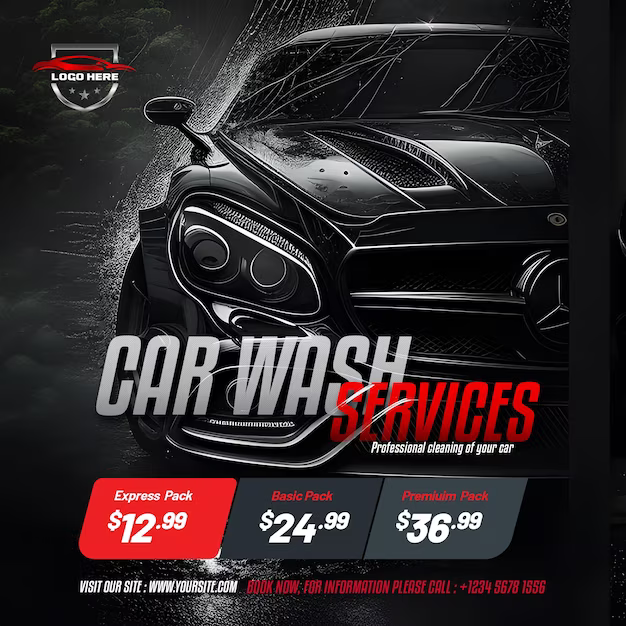 LOGO HERE
CAR WASH
SERVICES
Professional cleaning of your car
Express Pack
$12.99
Basic Pack
$24.99
Premluim Pack
$36.99
VISIT OUR SITE : WWW.YOURSITE.COM BOOK NOW; FOR INFORMATION PLEASE CALL : +1234 5678 1556